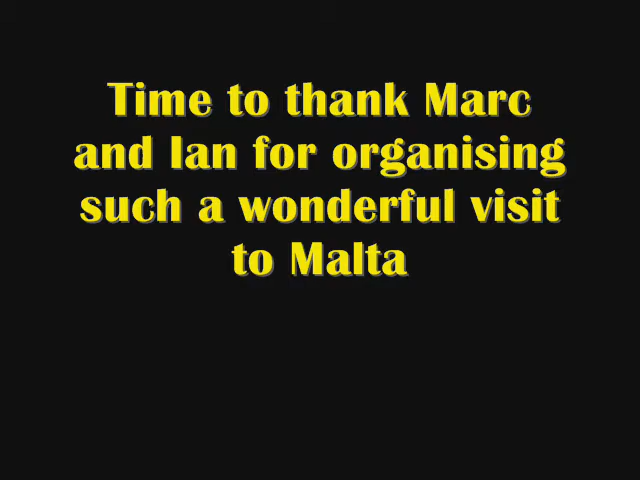 Time to thank Marc
and Ian for organising
such a wonderful visit
to Malta